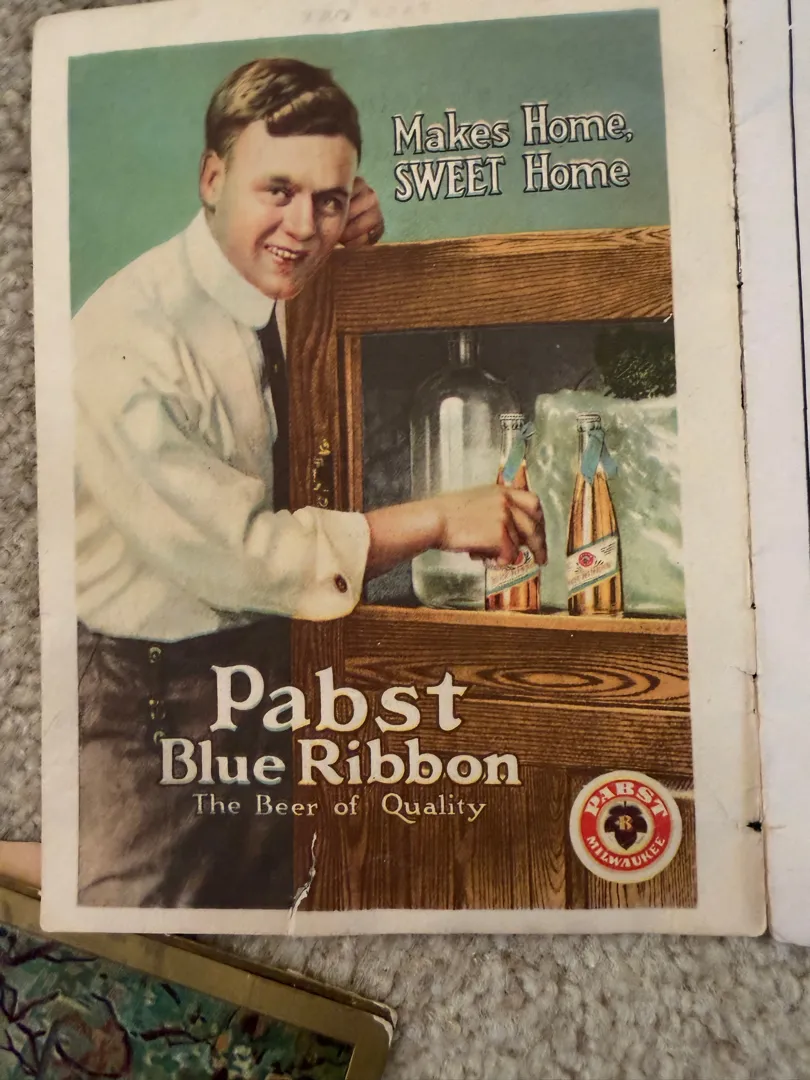 Makes Home,
SWEET Home
Pabst
Blue Ribbon
The Beer of Quality
PABST
B
MILWAUKEE